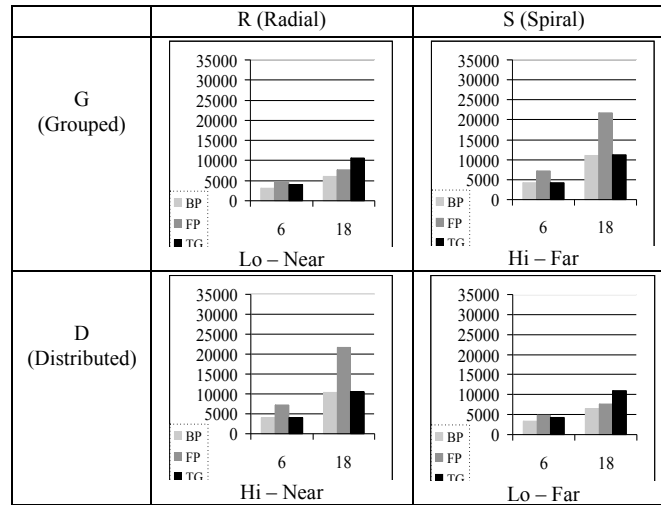 R (Radial)
S (Spiral)
G
(Grouped)
35000
30000
25000
20000
15000
10000
5000
0
BP
FP
TG
6
18
Lo – Near
35000
30000
25000
20000
15000
10000
5000
0
BP
FP
TG
6
18
Hi – Far
D
(Distributed)
35000
30000
25000
20000
15000
10000
5000
0
BP
FP
TG
6
18
Hi – Near
35000
30000
25000
20000
15000
10000
5000
0
BP
FP
TG
6
18
Lo – Far